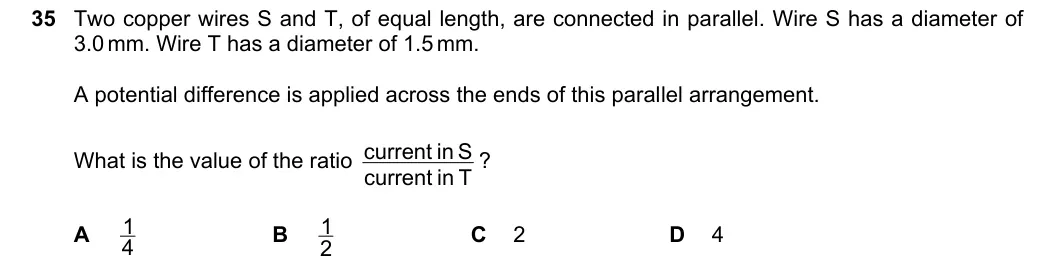 35 Two copper wires S and T, of equal length, are connected in parallel. Wire S has a diameter of
3.0 mm. Wire T has a diameter of 1.5 mm.
A potential difference is applied across the ends of this parallel arrangement.
What is the value of the ratio current in S / current in T ?
A 1/4 B 1/2 C 2 D 4